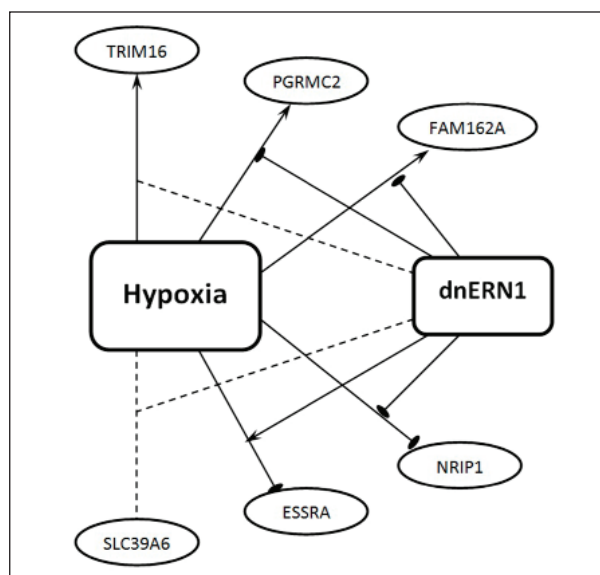 TRIM16
PGRMC2
FAM162A
Hypoxia
dnERN1
NRIP1
ESSRA
SLC39A6